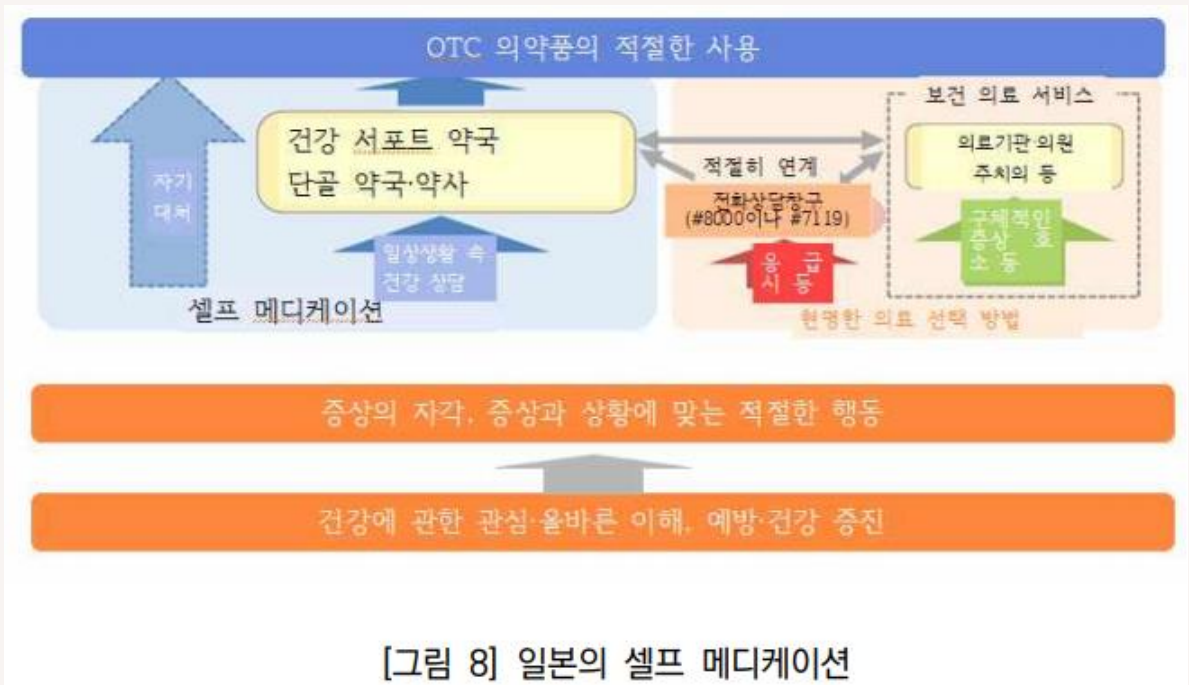 OTC 의약품의 적절한 사용
보건 의료 서비스
건강 서포트 약국
단골 약국·약사
의료기관·의원
주치의 등
적절히 연계
자기
대처
전화상담창구
(#8000이나 #7119)
일상생활 속
건강 상담
응 급
시 등
구체적인
증상 호
소 등
셀프 메디케이션
현명한 의료 선택 방법
증상의 자각, 증상과 상황에 맞는 적절한 행동
건강에 관한 관심·올바른 이해, 예방·건강 증진
[그림 8] 일본의 셀프 메디케이션